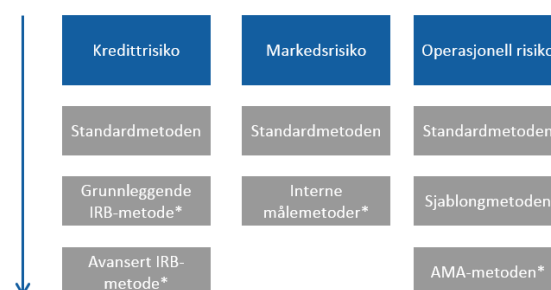 Kredittrisiko
Markedsrisiko
Operasjonell risiko
Standardmetoden
Standardmetoden
Standardmetoden
Grunnleggende
IRB-metode*
Interne
målemetoder*
Sjablongmetoden
Avansert IRB-
metode*
AMA-metoden*